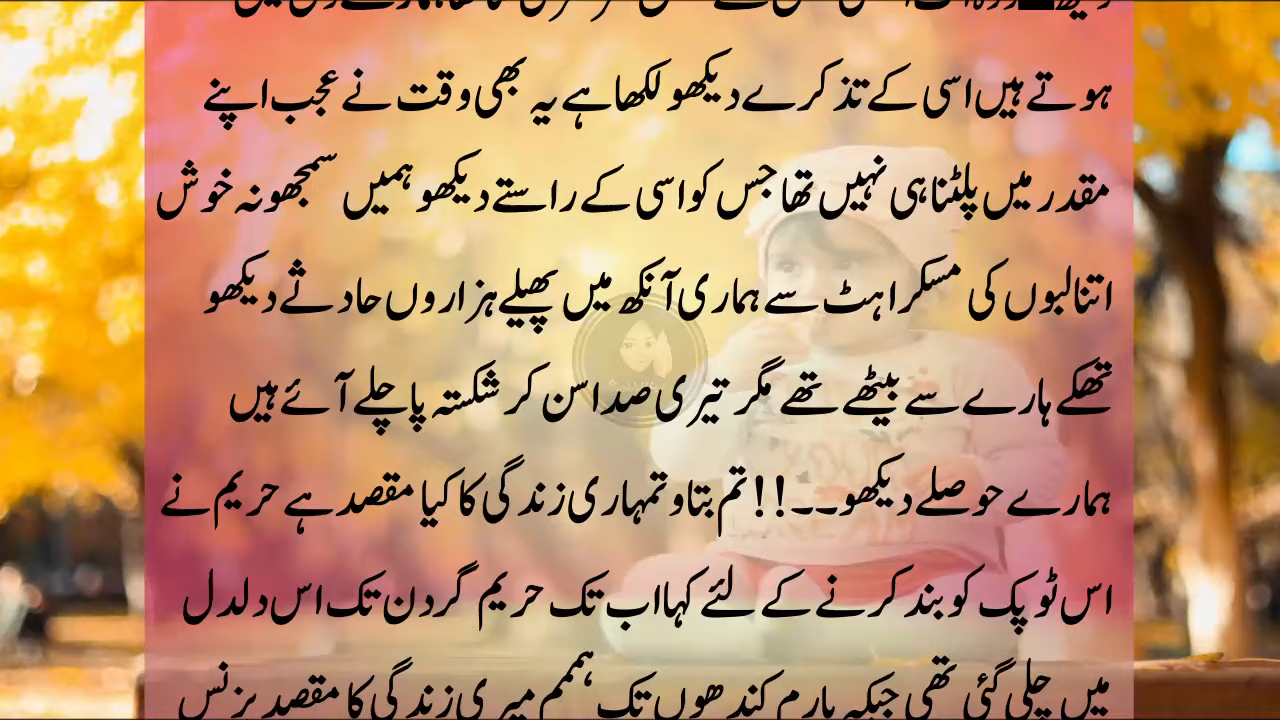 ہوتے ہیں اسی کے تذکرے دیکھو لکھا ہے یہ بھی وقت نے عجب اپنے
مقدر میں پلٹنا ہی نہیں تھا جس کو اسی کے راستے دیکھو ہمیں سمجھو نہ خوش
اتنا لبوں کی مسکراہٹ سے ہماری آنکھ میں پھیلے ہزاروں حادثے دیکھو
تھکے ہارے سے بیٹھے تھے مگر تیری صدا سن کر شکستہ پا چلے آئے ہیں
ہمارے حوصلے دیکھو۔۔!! تم بتاو تمہاری زندگی کا کیا مقصد ہے حریم نے
اس ٹوپک کو بند کرنے کے لئے کہا اب تک حریم گردن تک اس دلدل
میں چلی گئی تھی جبکہ یارم کندھوں تک ہممم میری زندگی کا مقصد بزنس